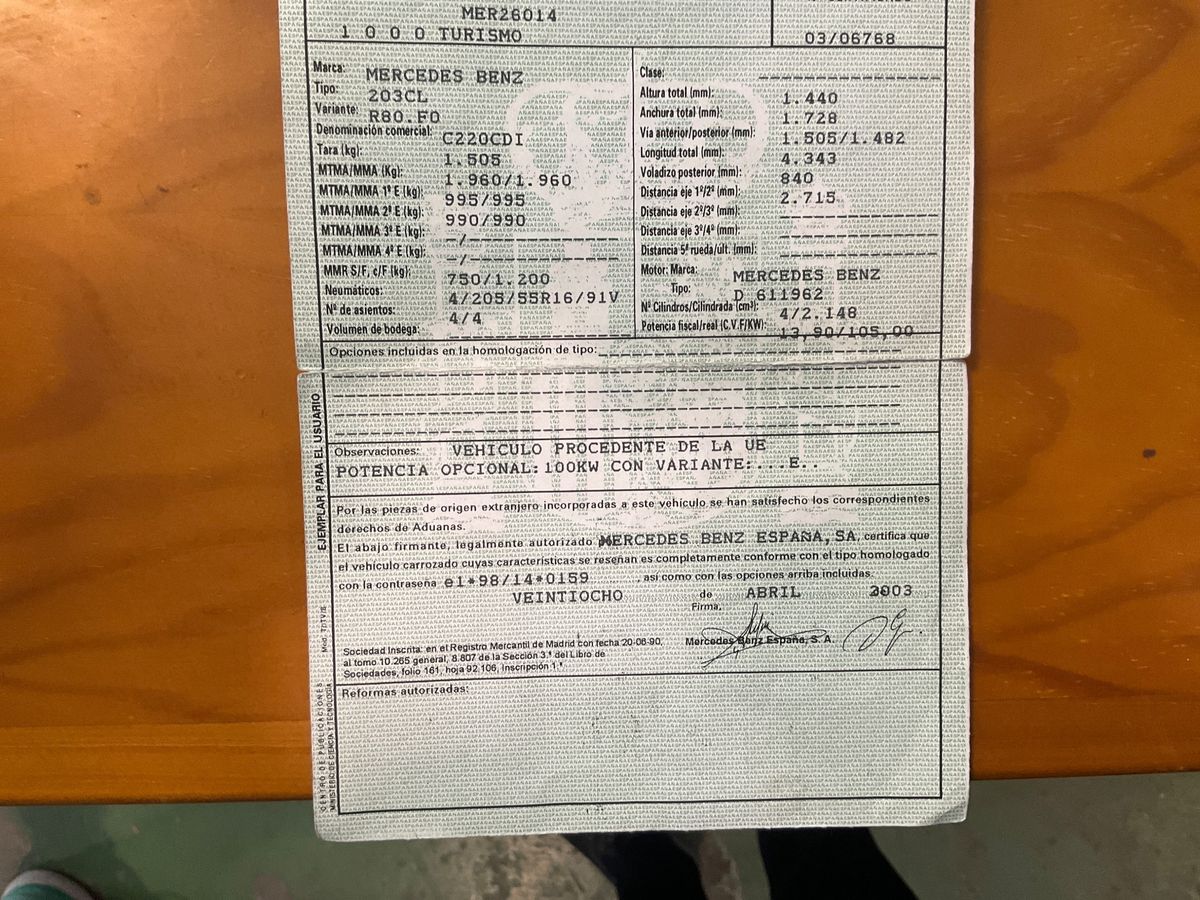 MER26014
1 0 0 0 TURISMO
03/06768
Marca: MERCEDES BENZ
Tipo: 203CL
Variante: R80.F0
Denominación comercial: C220CDI
Tara (kg): 1.505
MTMA/MMA (Kg): 1.960/1.960
MTMA/MMA 1º E (kg): 995/995
MTMA/MMA 2º E (kg): 990/990
MTMA/MMA 3º E (kg): -/-
MTMA/MMA 4º E (kg): -/-
MMR S/F, c/F (kg): 750/1.200
Neumáticos: 4/205/55R16/91V
Nº de asientos: 4/4
Volumen de bodega:
Clase:
Altura total (mm): 1.440
Anchura total (mm): 1.728
Via anterior/posterior (mm): 1.505/1.482
Longitud total (mm): 4.343
Voladizo posterior (mm): 840
Distancia eje 1º/2º (mm): 2.715
Distancia eje 2º/3º (mm):
Distancia eje 3º/4º (mm):
Distancia 5ª rueda/ult. (mm):
Motor: Marca: MERCEDES BENZ
Tipo: D 611962
Nº Cilindros/Cilindrada (cm³): 4/2.148
Potencia fiscal/real (C.V.F/KW): 13,90/105,00
Opciones incluidas en la homologación de tipo:
Observaciones: VEHICULO PROCEDENTE DE LA UE
POTENCIA OPCIONAL:100KW CON VARIANTE:...E..
Por las piezas de origen extranjero incorporadas a este vehículo se han satisfecho los correspondientes
derechos de Aduanas.
El abajo firmante, legalmente autorizado MERCEDES BENZ ESPAÑA,SA, certifica que
el vehículo carrozado cuyas características se reseñan es completamente conforme con el tipo homologado
con la contraseña e1*98/14*0159 , así como con las opciones arriba incluidas.
VEINTIOCHO de ABRIL 2003
Firma,
Mercedes Benz España, S. A.
Sociedad Inscrita: en el Registro Mercantil de Madrid con fecha 20-06-90,
al tomo 10.265 general, 8.807 de la Sección 3.ª del Libro de
Sociedades, folio 161, hoja 92.106, Inscripción 1.ª
Reformas autorizadas:
EJEMPLAR PARA EL USUARIO
CENTRO DE PUBLICACIONES
MINISTERIO DE CIENCIA Y TECNOLOGÍA